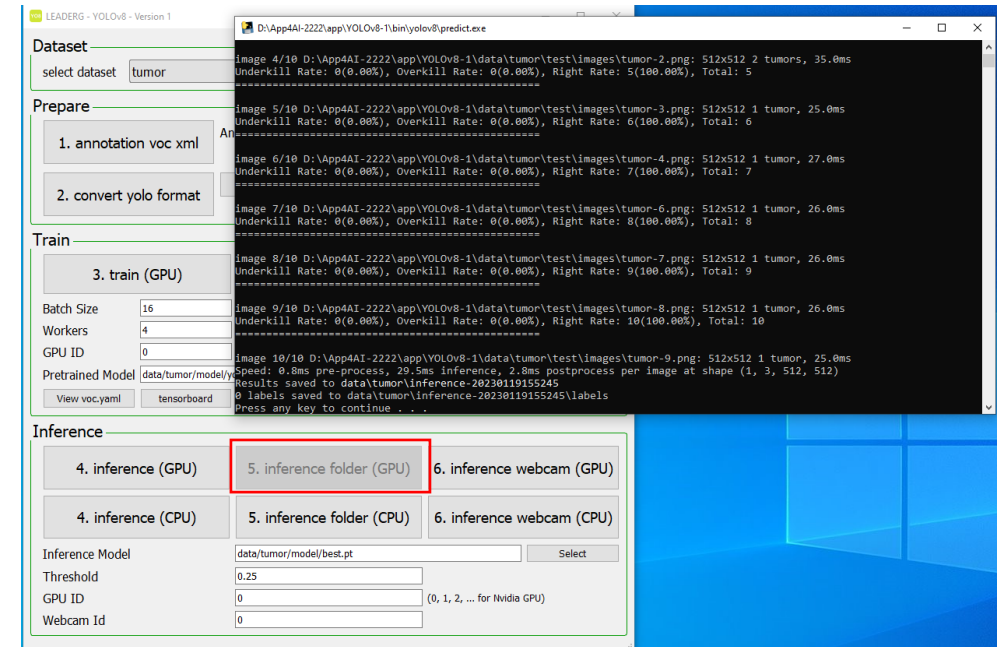 YOLO LEADERG - YOLOv8 - Version 1
Dataset
select dataset tumor
Prepare
1. annotation voc xml An
2. convert yolo format
Train
3. train (GPU)
Batch Size 16
Workers 4
GPU ID 0
Pretrained Model data/tumor/model/yo
View voc.yaml tensorboard
D:\App4AI-2222\app\YOLOv8-1\bin\yolov8\predict.exe
image 4/10 D:\App4AI-2222\app\YOLOv8-1\data\tumor\test\images\tumor-2.png: 512x512 2 tumors, 35.0ms
Underkill Rate: 0(0.00%), Overkill Rate: 0(0.00%), Right Rate: 5(100.00%), Total: 5
==================================================
image 5/10 D:\App4AI-2222\app\YOLOv8-1\data\tumor\test\images\tumor-3.png: 512x512 1 tumor, 25.0ms
Underkill Rate: 0(0.00%), Overkill Rate: 0(0.00%), Right Rate: 6(100.00%), Total: 6
==================================================
image 6/10 D:\App4AI-2222\app\YOLOv8-1\data\tumor\test\images\tumor-4.png: 512x512 1 tumor, 27.0ms
Underkill Rate: 0(0.00%), Overkill Rate: 0(0.00%), Right Rate: 7(100.00%), Total: 7
==================================================
image 7/10 D:\App4AI-2222\app\YOLOv8-1\data\tumor\test\images\tumor-6.png: 512x512 1 tumor, 26.0ms
Underkill Rate: 0(0.00%), Overkill Rate: 0(0.00%), Right Rate: 8(100.00%), Total: 8
==================================================
image 8/10 D:\App4AI-2222\app\YOLOv8-1\data\tumor\test\images\tumor-7.png: 512x512 1 tumor, 26.0ms
Underkill Rate: 0(0.00%), Overkill Rate: 0(0.00%), Right Rate: 9(100.00%), Total: 9
==================================================
image 9/10 D:\App4AI-2222\app\YOLOv8-1\data\tumor\test\images\tumor-8.png: 512x512 1 tumor, 26.0ms
Underkill Rate: 0(0.00%), Overkill Rate: 0(0.00%), Right Rate: 10(100.00%), Total: 10
==================================================
image 10/10 D:\App4AI-2222\app\YOLOv8-1\data\tumor\test\images\tumor-9.png: 512x512 1 tumor, 25.0ms
Speed: 0.8ms pre-process, 29.5ms inference, 2.8ms postprocess per image at shape (1, 3, 512, 512)
Results saved to data\tumor\inference-20230119155245
0 labels saved to data\tumor\inference-20230119155245\labels
Press any key to continue . . .
Inference
4. inference (GPU) 5. inference folder (GPU) 6. inference webcam (GPU)
4. inference (CPU) 5. inference folder (CPU) 6. inference webcam (CPU)
Inference Model data/tumor/model/best.pt Select
Threshold 0.25
GPU ID 0 (0, 1, 2, ... for Nvidia GPU)
Webcam Id 0